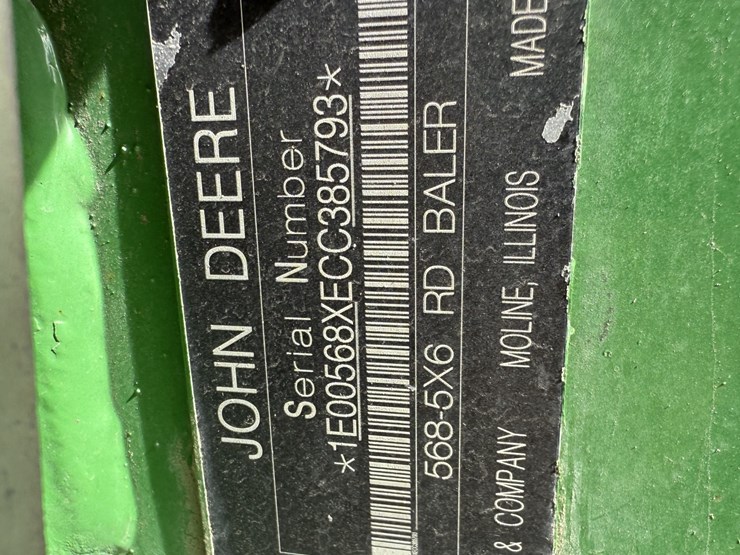 JOHN DEERE
Serial Number
*1E00568XECC385793*
568-5X6 RD BALER
& COMPANY MOLINE, ILLINOIS MADE